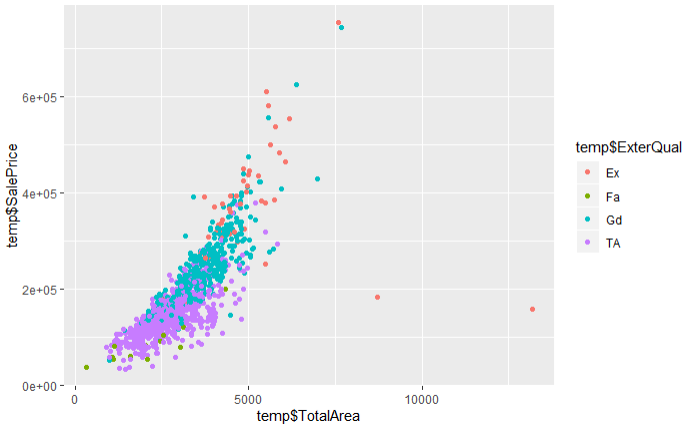 temp$SalePrice
6e+05
4e+05
2e+05
0e+00
0
5000
10000
temp$TotalArea
temp$ExterQual
Ex
Fa
Gd
TA